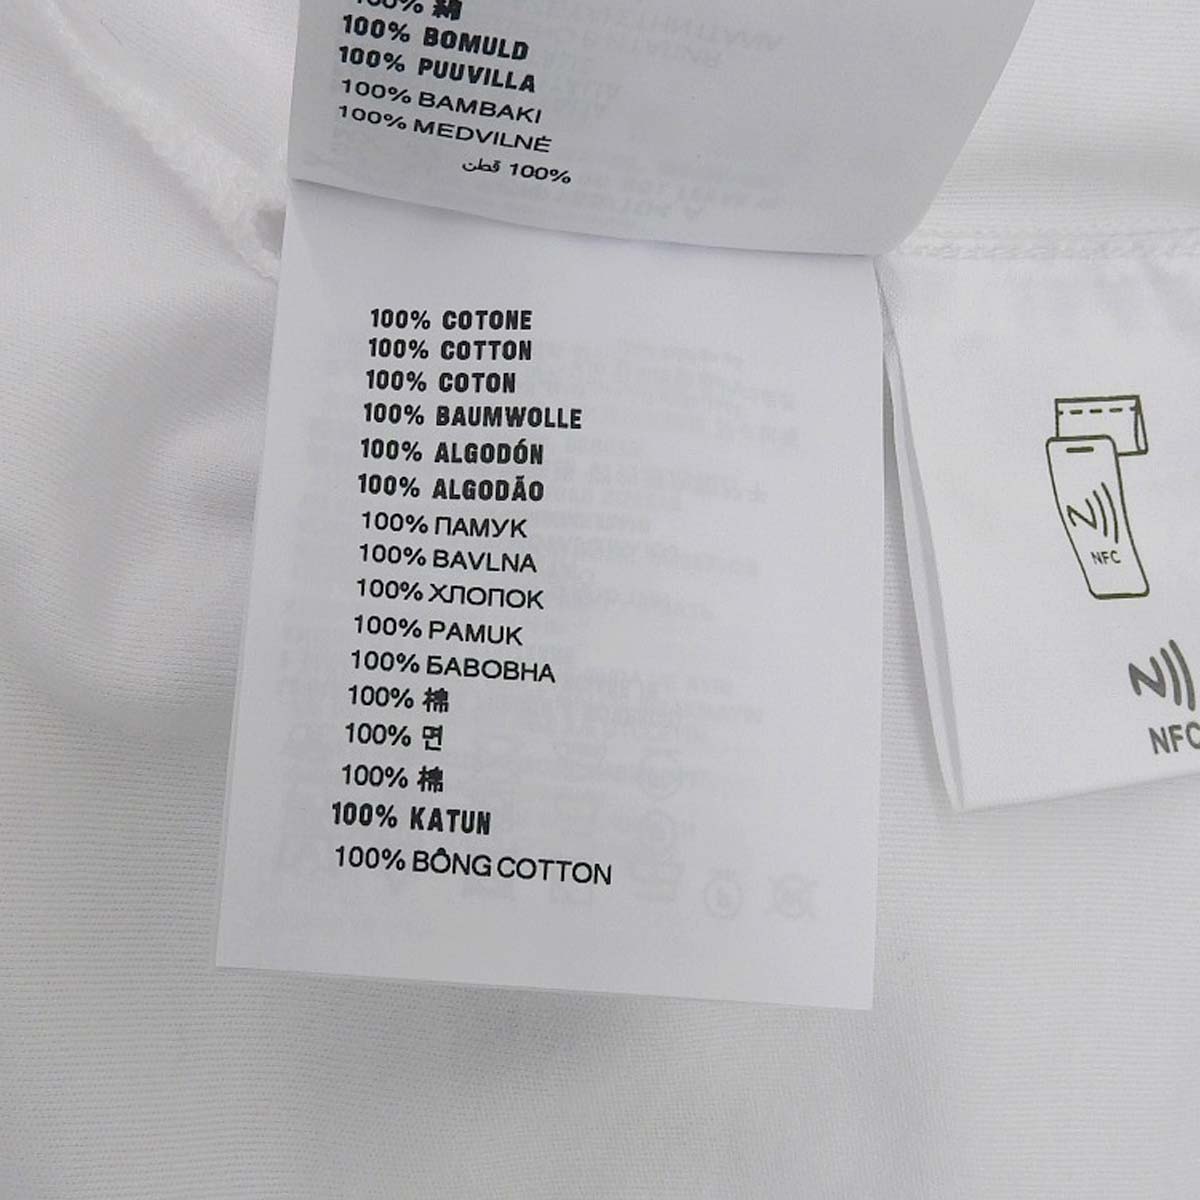 100% 綿
100% BOMULD
100% PUUVILLA
100% BAMBAKI
100% MEDVILNĖ
100% قطن
100% COTONE
100% COTTON
100% COTON
100% BAUMWOLLE
100% ALGODÓN
100% ALGODÃO
100% ПАМУК
100% BAVLNA
100% ХЛОПОК
100% PAMUK
100% БАВОВНА
100% 棉
100% 면
100% 棉
100% KATUN
100% BÔNG COTTON
NFC
NFC